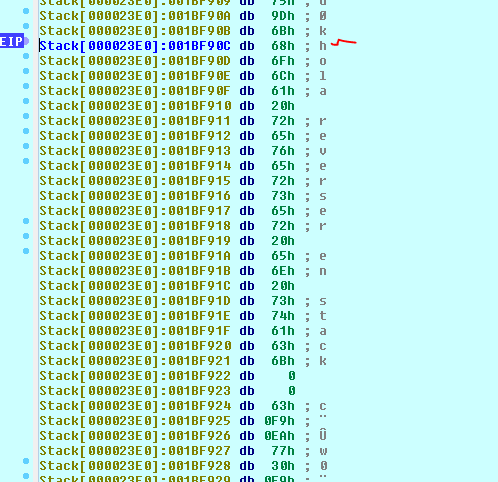 Stack[000023E0]:001BF909 db 75h ; u
Stack[000023E0]:001BF90A db 9Dh ; Ø
Stack[000023E0]:001BF90B db 6Bh ; k
EIP Stack[000023E0]:001BF90C db 68h ; h
Stack[000023E0]:001BF90D db 6Fh ; o
Stack[000023E0]:001BF90E db 6Ch ; l
Stack[000023E0]:001BF90F db 61h ; a
Stack[000023E0]:001BF910 db 20h
Stack[000023E0]:001BF911 db 72h ; r
Stack[000023E0]:001BF912 db 65h ; e
Stack[000023E0]:001BF913 db 76h ; v
Stack[000023E0]:001BF914 db 65h ; e
Stack[000023E0]:001BF915 db 72h ; r
Stack[000023E0]:001BF916 db 73h ; s
Stack[000023E0]:001BF917 db 65h ; e
Stack[000023E0]:001BF918 db 72h ; r
Stack[000023E0]:001BF919 db 20h
Stack[000023E0]:001BF91A db 65h ; e
Stack[000023E0]:001BF91B db 6Eh ; n
Stack[000023E0]:001BF91C db 20h
Stack[000023E0]:001BF91D db 73h ; s
Stack[000023E0]:001BF91E db 74h ; t
Stack[000023E0]:001BF91F db 61h ; a
Stack[000023E0]:001BF920 db 63h ; c
Stack[000023E0]:001BF921 db 6Bh ; k
Stack[000023E0]:001BF922 db 0
Stack[000023E0]:001BF923 db 0
Stack[000023E0]:001BF924 db 63h ; c
Stack[000023E0]:001BF925 db 0F9h ; ¨
Stack[000023E0]:001BF926 db 0EAh ; Û
Stack[000023E0]:001BF927 db 77h ; w
Stack[000023E0]:001BF928 db 30h ; 0
Stack[000023E0]:001BF929 db